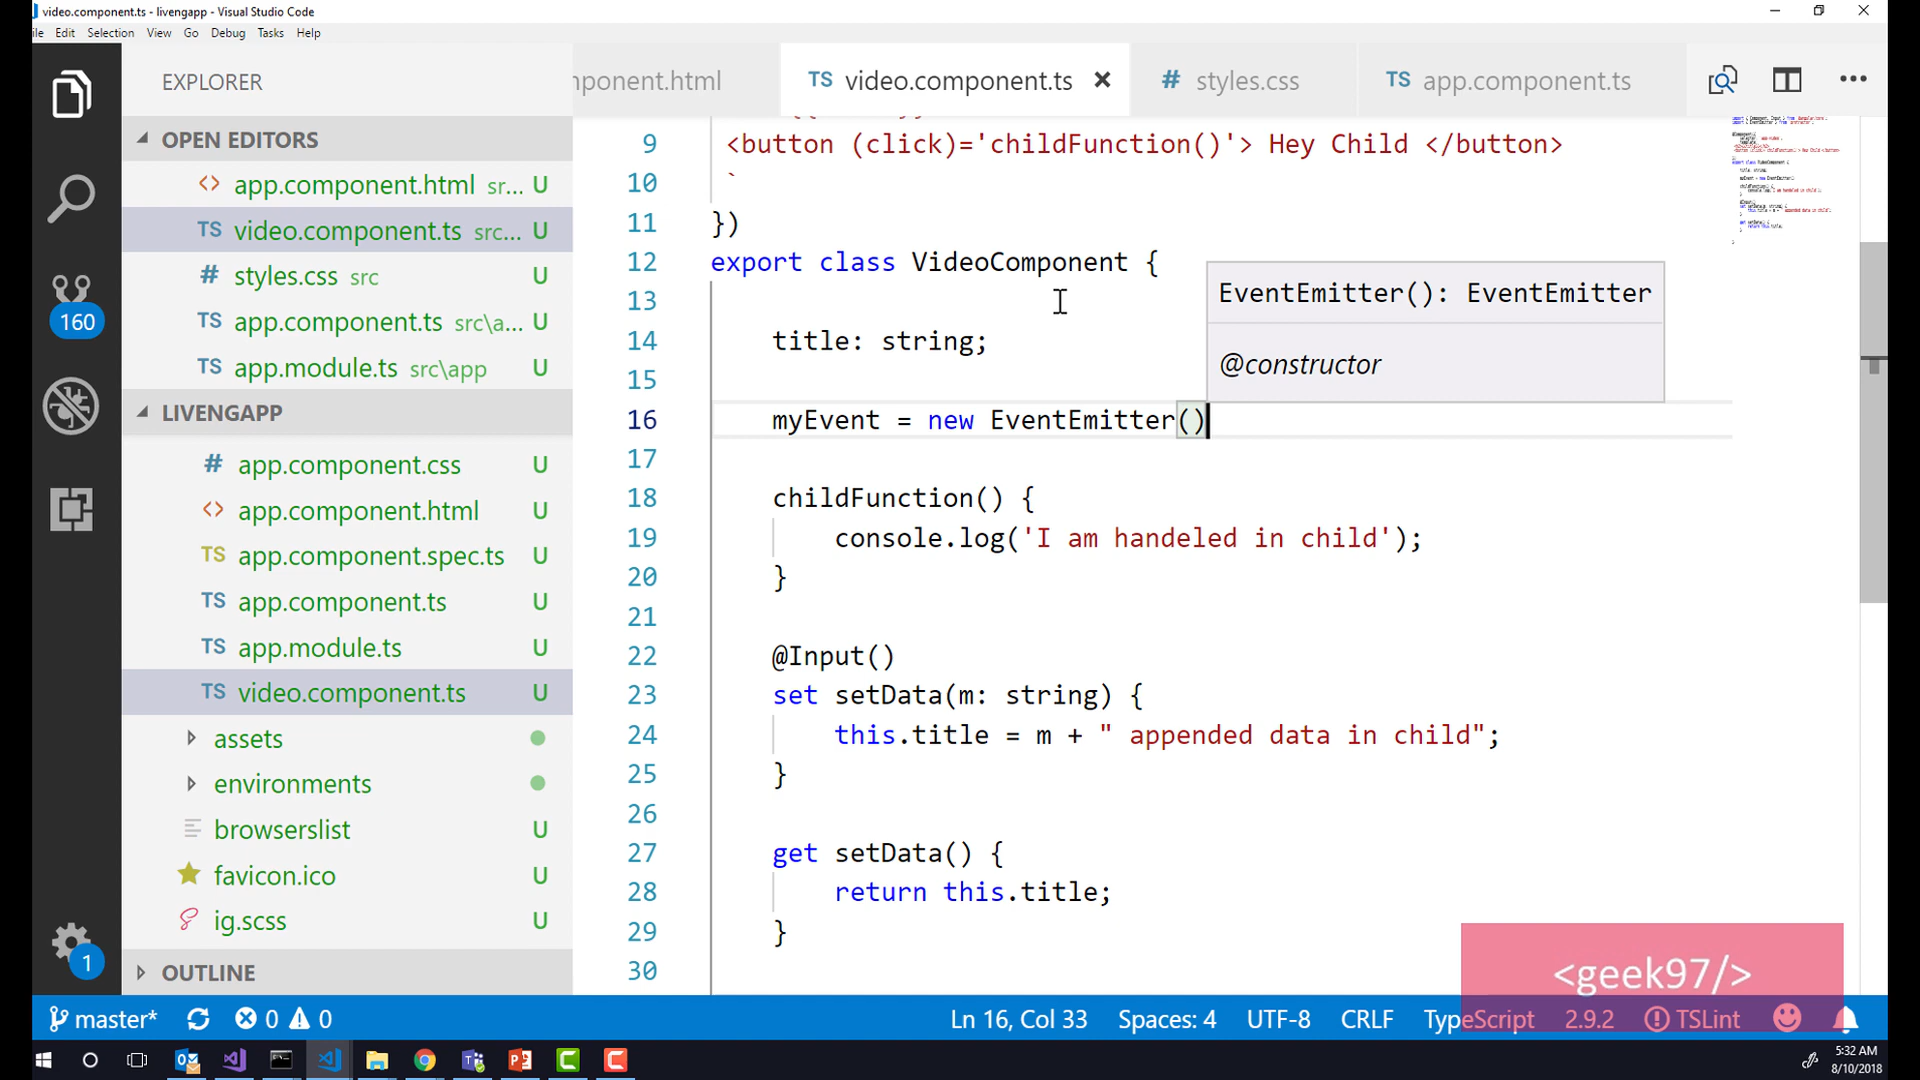 video.component.ts - livengapp - Visual Studio Code
ile Edit Selection View Go Debug Tasks Help
EXPLORER
OPEN EDITORS
<> app.component.html sr... U
TS video.component.ts src... U
# styles.css src U
TS app.component.ts src\a... U
TS app.module.ts src\app U
LIVENGAPP
# app.component.css U
<> app.component.html U
TS app.component.spec.ts U
TS app.component.ts U
TS app.module.ts U
TS video.component.ts U
assets
environments
browserslist U
favicon.ico U
ig.scss U
OUTLINE
160
1
mponent.html
TS video.component.ts
# styles.css
TS app.component.ts
9 <button (click)='childFunction()'> Hey Child </button>
10 `
11 })
12 export class VideoComponent {
13
14 title: string;
15
16 myEvent = new EventEmitter()
17
18 childFunction() {
19 console.log('I am handeled in child');
20 }
21
22 @Input()
23 set setData(m: string) {
24 this.title = m + " appended data in child";
25 }
26
27 get setData() {
28 return this.title;
29 }
30
EventEmitter(): EventEmitter
@constructor
<geek97/>
master* 0 0 Ln 16, Col 33 Spaces: 4 UTF-8 CRLF TypeScript 2.9.2 TSLint
5:32 AM
8/10/2018